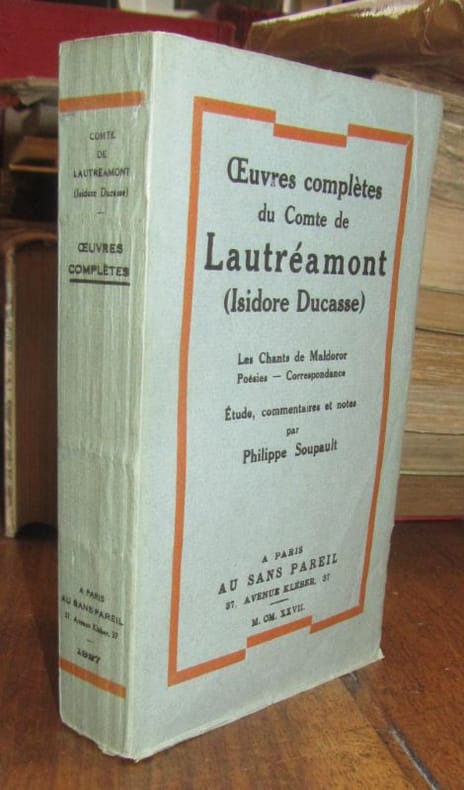 COMTE
DE
LAUTRÉAMONT
(Isidore Ducasse)
ŒUVRES
COMPLÈTES
A PARIS
AU SANS PAREIL
37, Avenue Kléber, 37
1927
Œuvres complètes
du Comte de
Lautréamont
(Isidore Ducasse)
Les Chants de Maldoror
Poésies — Correspondance
Étude, commentaires et notes
par
Philippe Soupault
A PARIS
AU SANS PAREIL
37, AVENUE KLÉBER, 37
M. CM. XXVII.